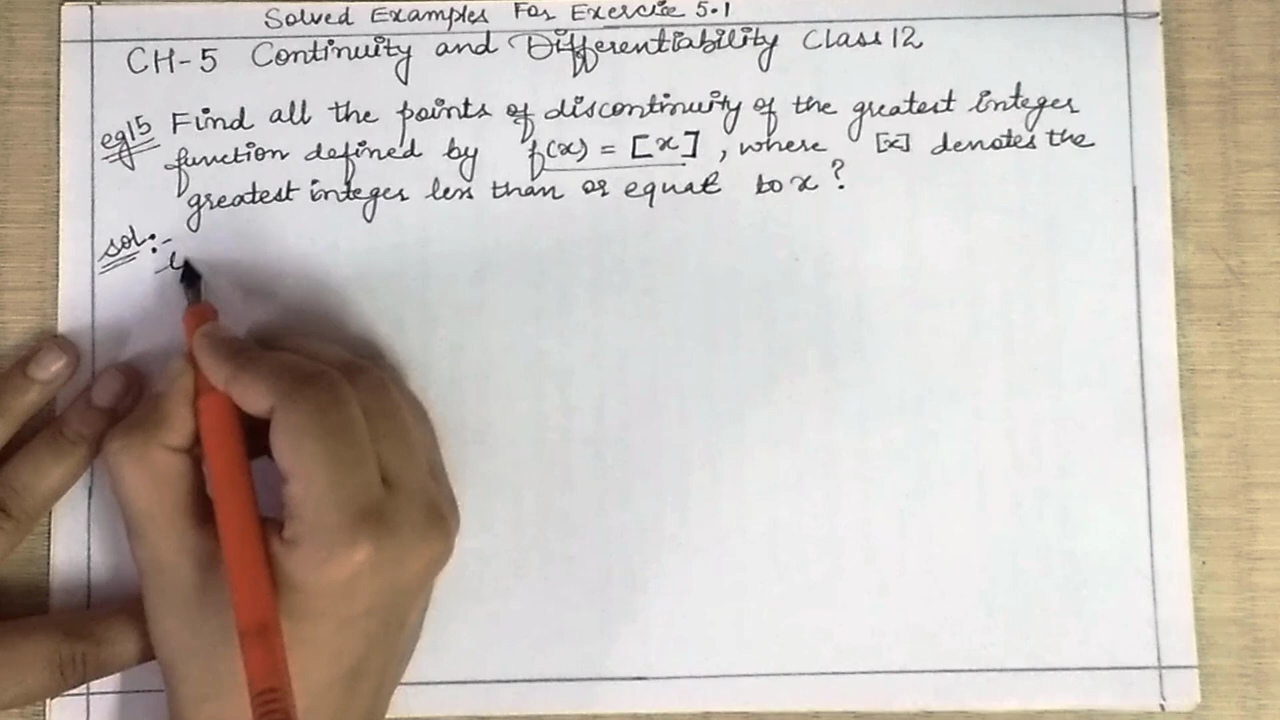 Solved Examples For Exercise 5.1
CH-5 Continuity and Differentiability Class 12
eg15 Find all the points of discontinuity of the greatest integer
function defined by f(x) = [x], where [x] denotes the
greatest integer less than or equal to x?
sol:-